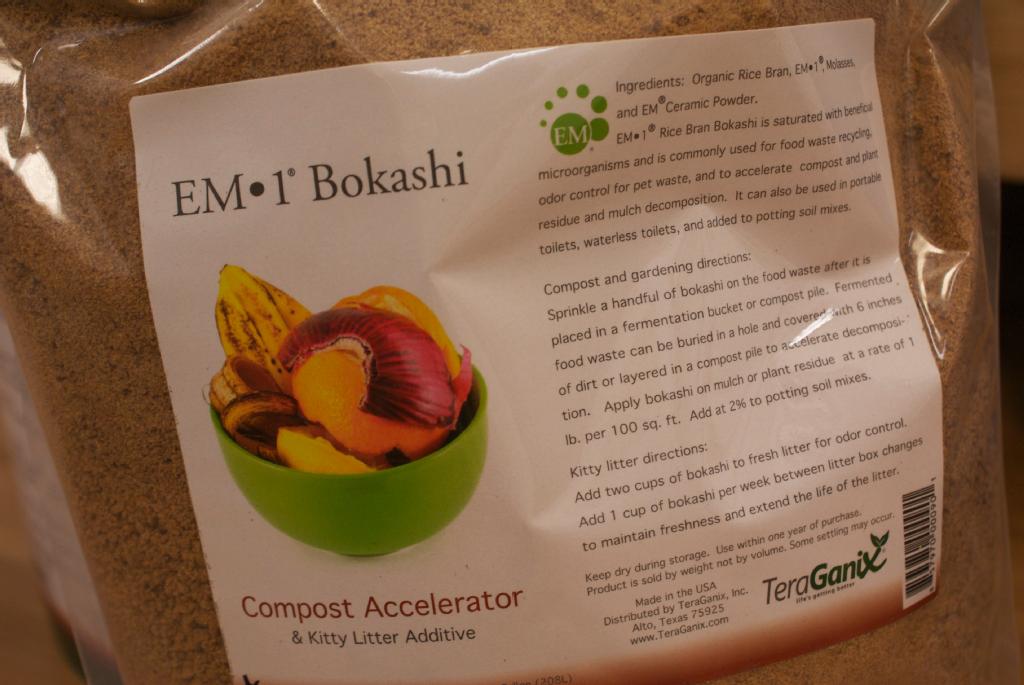 EM•1® Bokashi
Compost Accelerator
& Kitty Litter Additive
(208L)
EM®
Ingredients: Organic Rice Bran, EM•1®, Molasses,
and EM® Ceramic Powder.
EM•1® Rice Bran Bokashi is saturated with beneficial
microorganisms and is commonly used for food waste recycling,
odor control for pet waste, and to accelerate compost and plant
residue and mulch decomposition. It can also be used in portable
toilets, waterless toilets, and added to potting soil mixes.
Compost and gardening directions:
Sprinkle a handful of bokashi on the food waste after it is
placed in a fermentation bucket or compost pile. Fermented
food waste can be buried in a hole and covered with 6 inches
of dirt or layered in a compost pile to accelerate decomposi-
tion. Apply bokashi on mulch or plant residue at a rate of 1
lb. per 100 sq. ft. Add at 2% to potting soil mixes.
Kitty litter directions:
Add two cups of bokashi to fresh litter for odor control.
Add 1 cup of bokashi per week between litter box changes
to maintain freshness and extend the life of the litter.
Keep dry during storage. Use within one year of purchase.
Product is sold by weight not by volume. Some settling may occur.
Made in the USA
Distributed by TeraGanix, Inc.
Alto, Texas 75925
www.TeraGanix.com
TeraGanix®
life's getting better